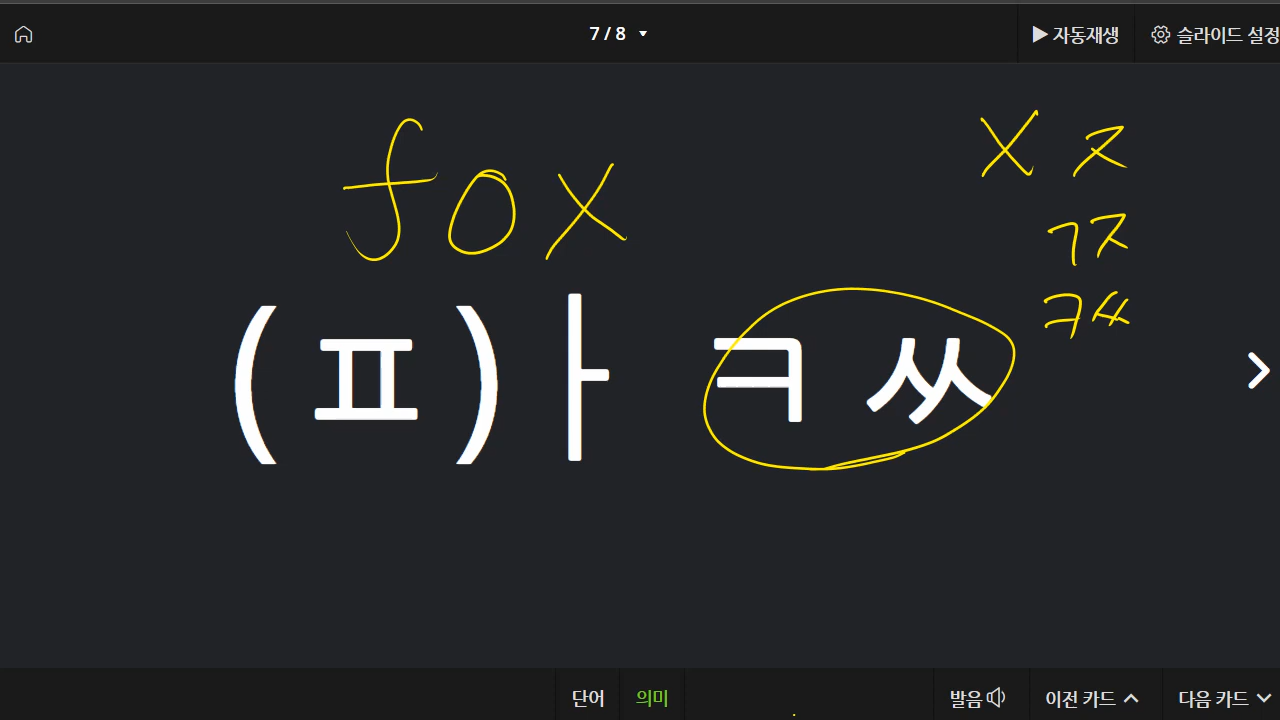 7 / 8
자동재생
슬라이드 설정
fox
x z
ㄱㅈ
(ㅍ)ㅏ ㅋ ㅆ
단어
의미
발음
이전 카드
다음 카드